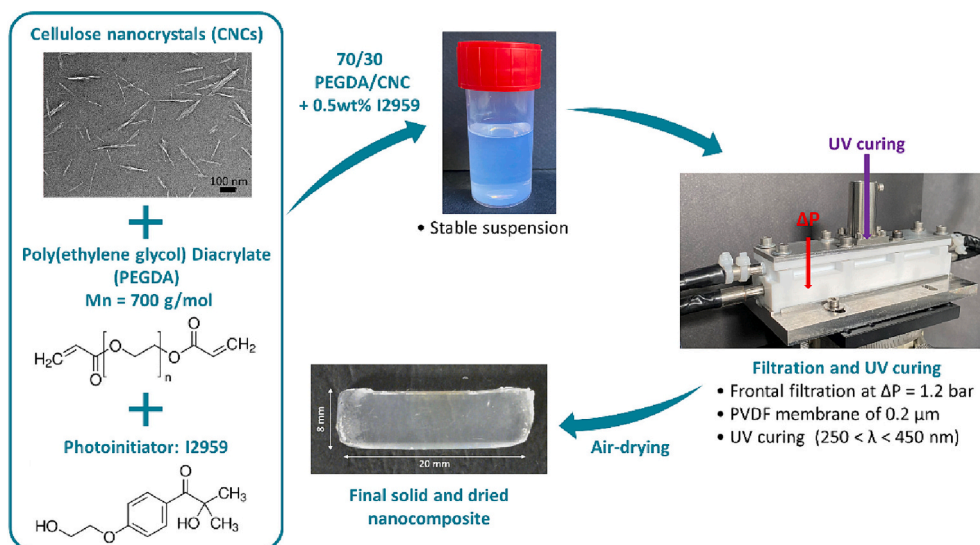 Cellulose nanocrystals (CNCs)
100 nm
+
Poly(ethylene glycol) Diacrylate
(PEGDA)
Mn = 700 g/mol
H₂C
O
O
n
O
O
CH₂
+
Photoinitiator: I2959
HO
O
O
HO
CH₃
CH₃
70/30
PEGDA/CNC
+ 0.5wt% I2959
• Stable suspension
UV curing
ΔP
Filtration and UV curing
• Frontal filtration at ΔP = 1.2 bar
• PVDF membrane of 0.2 μm
• UV curing (250 < λ < 450 nm)
Air-drying
8 mm
20 mm
Final solid and dried
nanocomposite